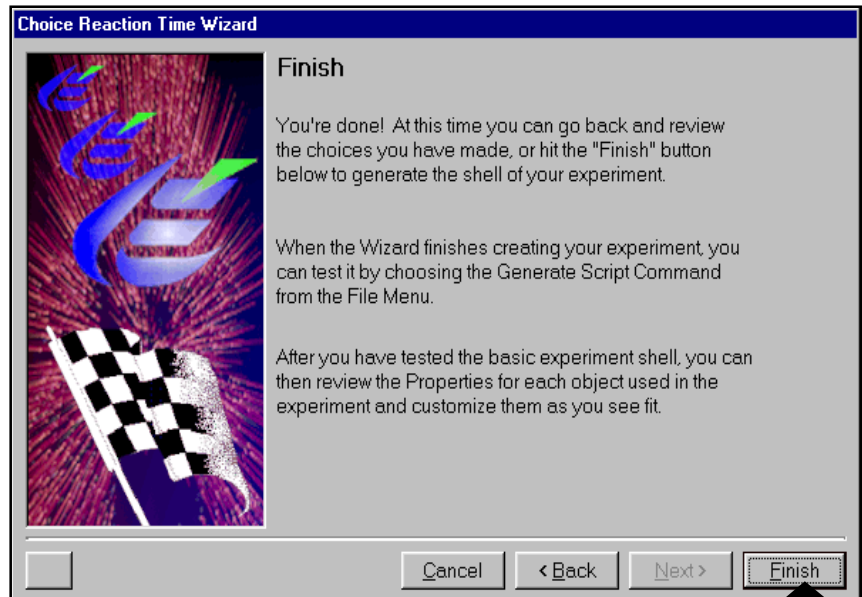 Choice Reaction Time Wizard
Finish
You're done! At this time you can go back and review
the choices you have made, or hit the "Finish" button
below to generate the shell of your experiment.
When the Wizard finishes creating your experiment, you
can test it by choosing the Generate Script Command
from the File Menu.
After you have tested the basic experiment shell, you can
then review the Properties for each object used in the
experiment and customize them as you see fit.
Cancel
< Back
Next >
Finish